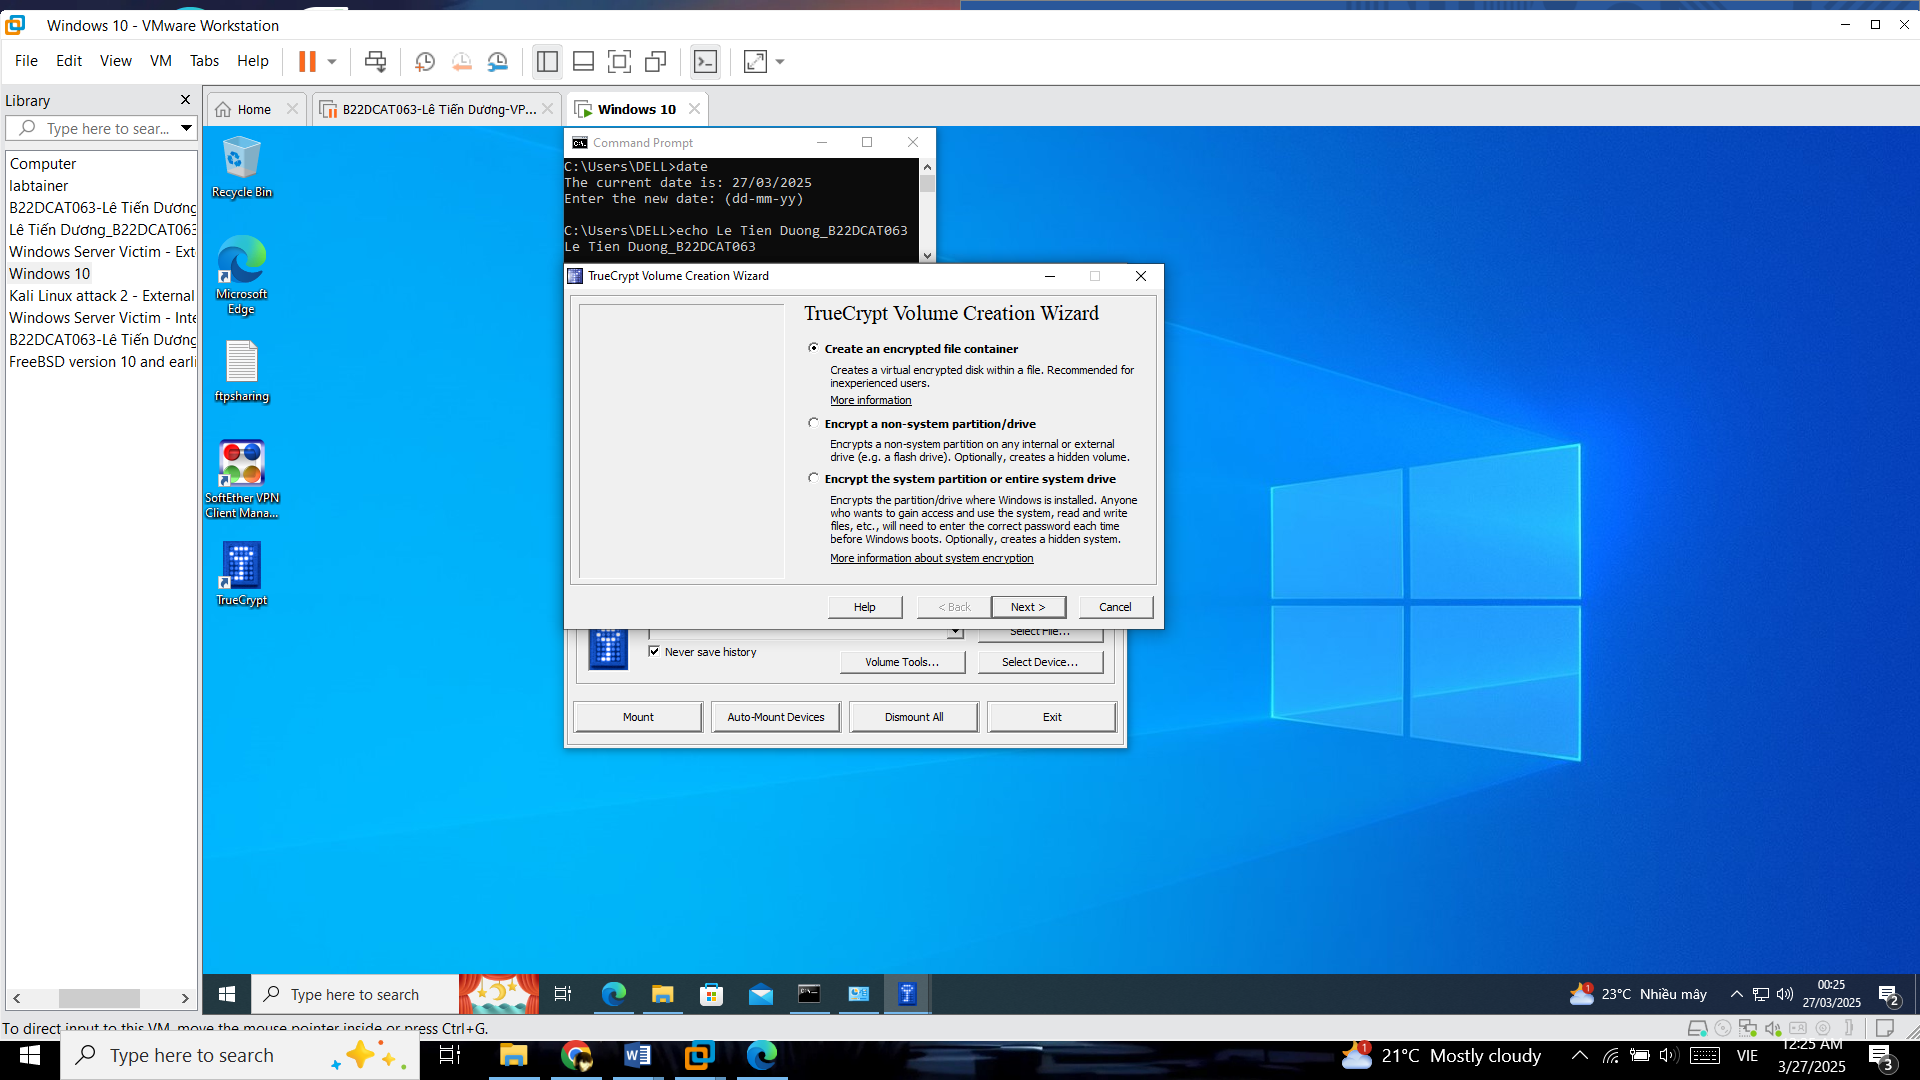 Windows 10 - VMware Workstation
File Edit View VM Tabs Help
Library
Type here to sear...
Computer
labtainer
B22DCAT063-Lê Tiến Dương
Lê Tiến Dương_B22DCAT063
Windows Server Victim - Ext
Windows 10
Kali Linux attack 2 - External
Windows Server Victim - Inte
B22DCAT063-Lê Tiến Dương
FreeBSD version 10 and earli
Home
B22DCAT063-Lê Tiến Dương-VP...
Windows 10
Recycle Bin
Microsoft
Edge
ftpsharing
SoftEther VPN
Client Mana...
TrueCrypt
Command Prompt
C:\Users\DELL>date
The current date is: 27/03/2025
Enter the new date: (dd-mm-yy)
C:\Users\DELL>echo Le Tien Duong_B22DCAT063
Le Tien Duong_B22DCAT063
TrueCrypt Volume Creation Wizard
TrueCrypt Volume Creation Wizard
Create an encrypted file container
Creates a virtual encrypted disk within a file. Recommended for
inexperienced users.
More information
Encrypt a non-system partition/drive
Encrypts a non-system partition on any internal or external
drive (e.g. a flash drive). Optionally, creates a hidden volume.
Encrypt the system partition or entire system drive
Encrypts the partition/drive where Windows is installed. Anyone
who wants to gain access and use the system, read and write
files, etc., will need to enter the correct password each time
before Windows boots. Optionally, creates a hidden system.
More information about system encryption
Help < Back Next > Cancel
Select File...
Never save history
Volume Tools... Select Device...
Mount Auto-Mount Devices Dismount All Exit
Type here to search
1
23°C Nhiều mây
00:25
27/03/2025
2
To direct input to this VM, move the mouse pointer inside or press Ctrl+G.
Type here to search
1
21°C Mostly cloudy
VIE
12:25 AM
3/27/2025
3